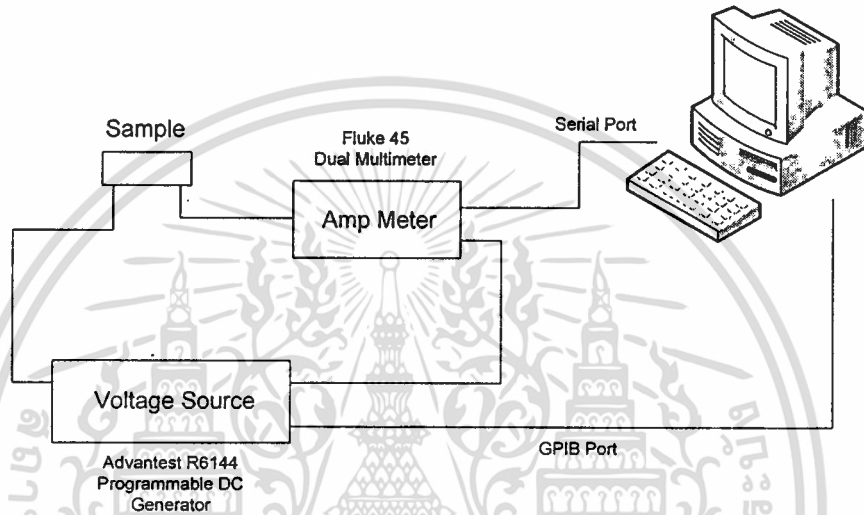 Sample
Fluke 45
Dual Multimeter
Serial Port
Amp Meter
Voltage Source
GPIB Port
Advantest R6144
Programmable DC
Generator